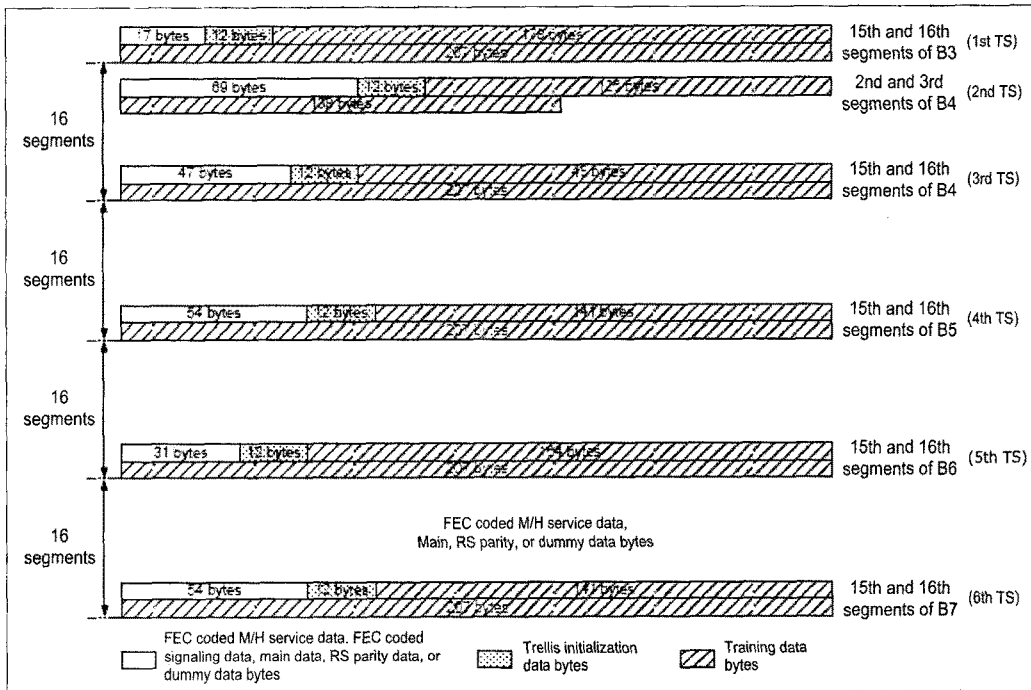 17 bytes
12 bytes
178 bytes
207 bytes
15th and 16th
segments of B3
(1st TS)
69 bytes
12 bytes
bytes
bytes
2nd and 3rd
segments of B4
(2nd TS)
16
segments
47 bytes
12 bytes
bytes
bytes
15th and 16th
segments of B4
(3rd TS)
16
segments
54 bytes
12 bytes
141 bytes
207 bytes
15th and 16th
segments of B5
(4th TS)
16
segments
31 bytes
12 bytes
164 bytes
207 bytes
15th and 16th
segments of B6
(5th TS)
16
segments
FEC coded M/H service data,
Main, RS parity, or dummy data bytes
54 bytes
12 bytes
141 bytes
207 bytes
15th and 16th
segments of B7
(6th TS)
FEC coded M/H service data. FEC coded
signaling data, main data, RS parity data, or
dummy data bytes
Trellis initialization
data bytes
Training data
bytes